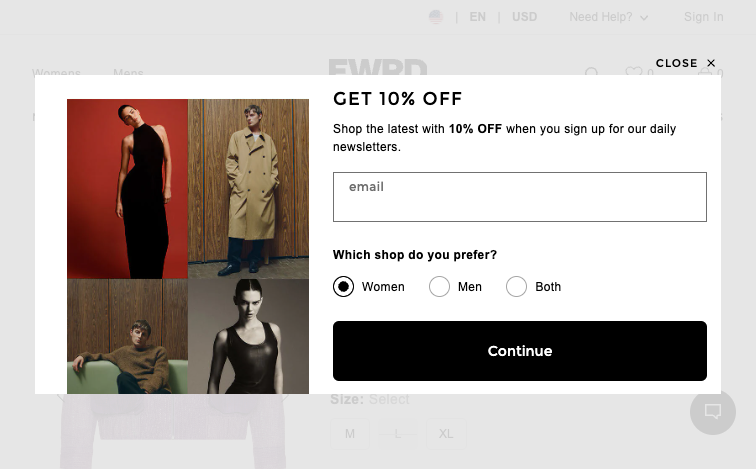 | EN | USD Need Help? Sign In
CLOSE ×
Womens Mens FWRD 0 0
GET 10% OFF
Shop the latest with 10% OFF when you sign up for our daily
newsletters.
email
Which shop do you prefer?
Women Men Both
Continue
Size: Select
M L XL